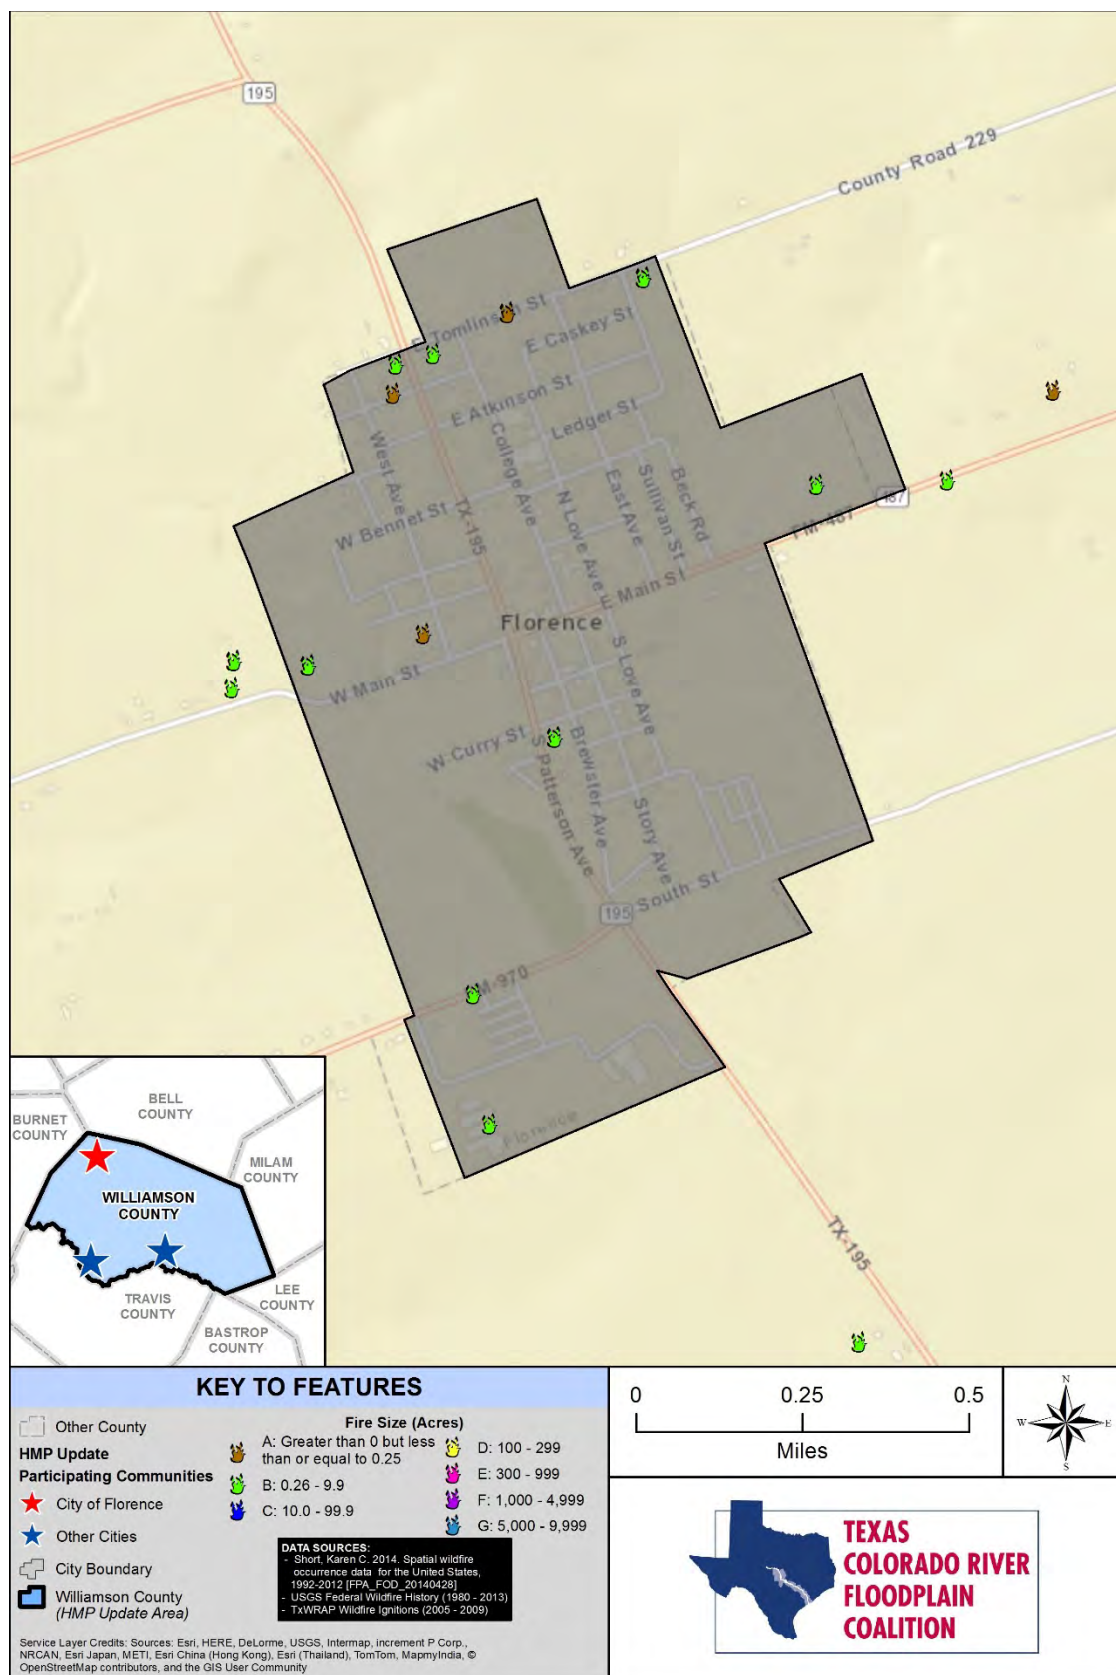 195
County Road 229
E Tomlinson St
E Caskey St
E Atkinson St
Ledger St
West Ave
College Ave
TX-195
W Bennet St
N Love Ave
East Ave
Sullivan St
Beck Rd
487
FM-487
E Main St
Florence
W Main St
S Love Ave
W Curry St
S Patterson Ave
Brewster Ave
Story Ave
South St
195
M-970
Florence
TX-195
BELL
COUNTY
BURNET
COUNTY
MILAM
COUNTY
WILLIAMSON
COUNTY
TRAVIS
COUNTY
LEE
COUNTY
BASTROP
COUNTY
KEY TO FEATURES
Other County
HMP Update
Participating Communities
City of Florence
Other Cities
City Boundary
Williamson County
(HMP Update Area)
Fire Size (Acres)
A: Greater than 0 but less
than or equal to 0.25
B: 0.26 - 9.9
C: 10.0 - 99.9
D: 100 - 299
E: 300 - 999
F: 1,000 - 4,999
G: 5,000 - 9,999
DATA SOURCES:
- Short, Karen C. 2014. Spatial wildfire
occurrence data for the United States,
1992-2012 [FPA_FOD_20140428]
- USGS Federal Wildfire History (1980 - 2013)
- TxWRAP Wildfire Ignitions (2005 - 2009)
Service Layer Credits: Sources: Esri, HERE, DeLorme, USGS, Intermap, increment P Corp.,
NRCAN, Esri Japan, METI, Esri China (Hong Kong), Esri (Thailand), TomTom, MapmyIndia, ©
OpenStreetMap contributors, and the GIS User Community
0 0.25 0.5
Miles
N
W E
S
TEXAS
COLORADO RIVER
FLOODPLAIN
COALITION